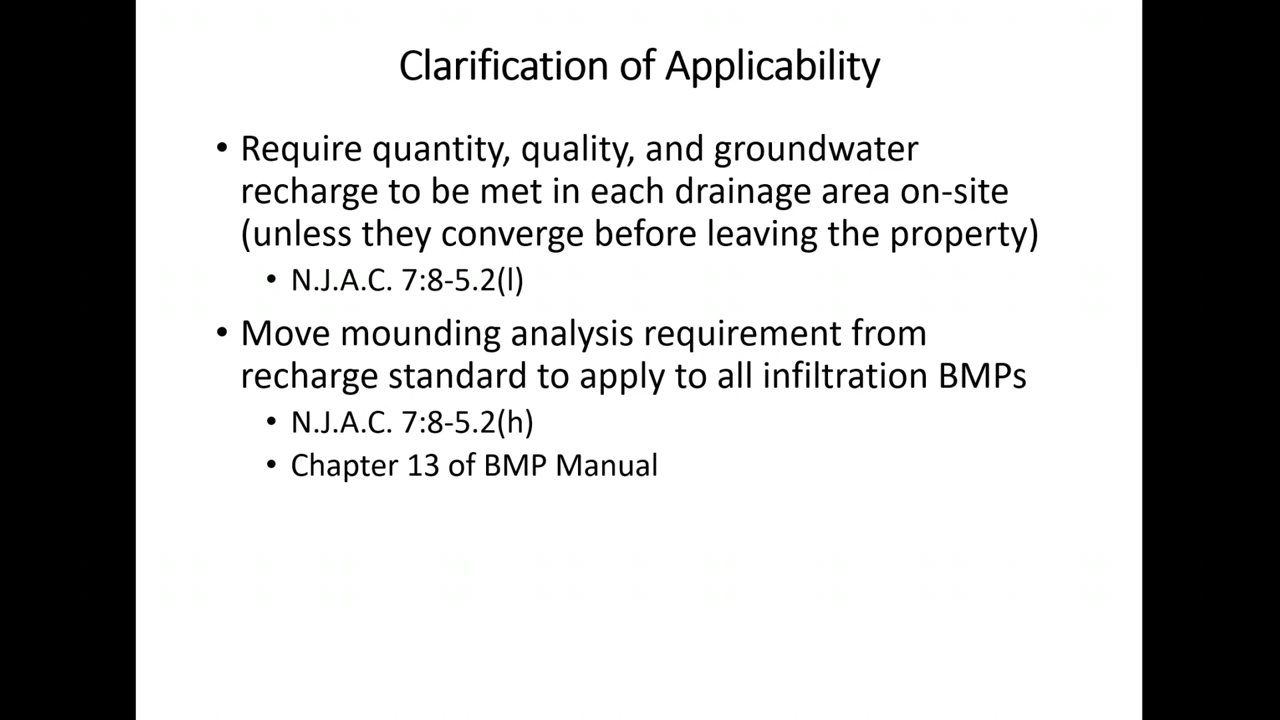 Clarification of Applicability
• Require quantity, quality, and groundwater
recharge to be met in each drainage area on-site
(unless they converge before leaving the property)
• N.J.A.C. 7:8-5.2(l)
• Move mounding analysis requirement from
recharge standard to apply to all infiltration BMPs
• N.J.A.C. 7:8-5.2(h)
• Chapter 13 of BMP Manual